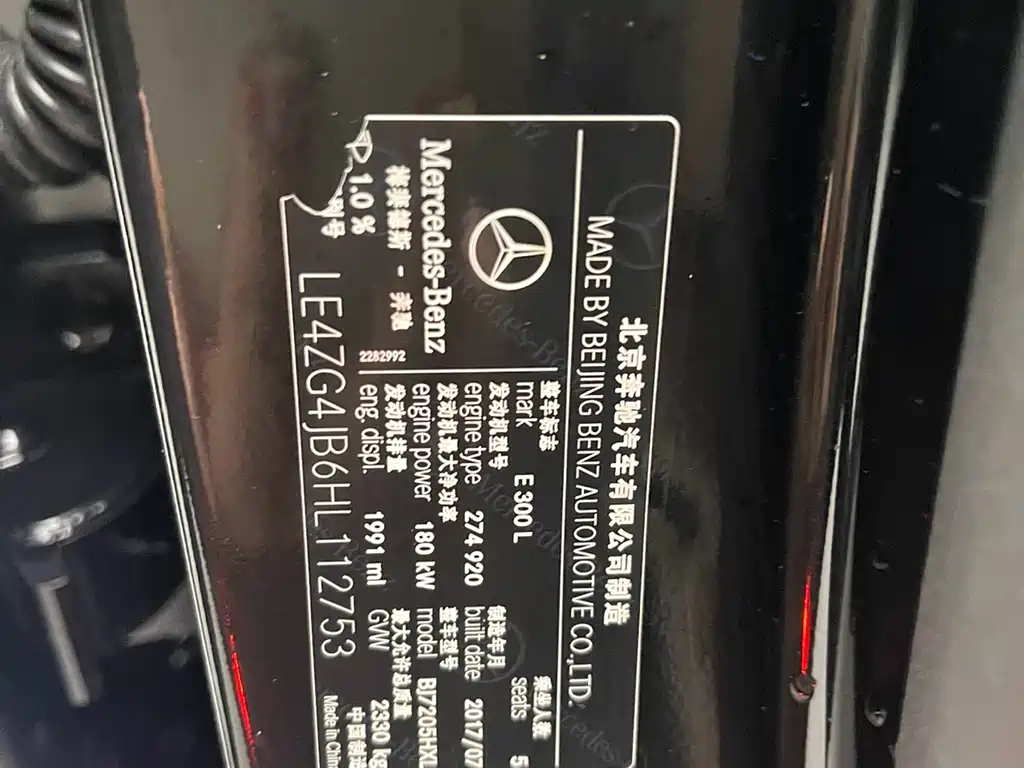 北京奔驰汽车有限公司制造
MADE BY BEIJING BENZ AUTOMOTIVE CO.,LTD.
Mercedes-Benz
梅赛德斯 - 奔驰
2282992
整车标志
mark E 300 L
乘坐人数
seats 5
发动机型号
engine type 274 920
制造年月
built date 2017/07
发动机最大净功率
engine power 180 kW
整车型号
model BJ7205HXL
发动机排量
eng. displ. 1991 ml
最大允许总质量
GW 2330 kg
1.0 %
别号
LE4ZG4JB6HL112753
中国制造
Made in China